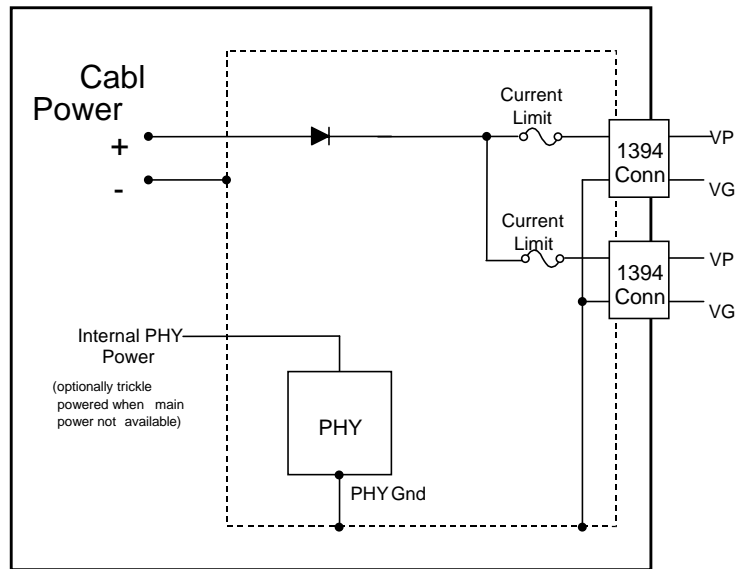 Cabl
Power
+
-
Current
Limit
1394
Conn
VP
VG
Current
Limit
1394
Conn
VP
VG
Internal PHY
Power
(optionally trickle
powered when main
power not available)
PHY
PHY Gnd